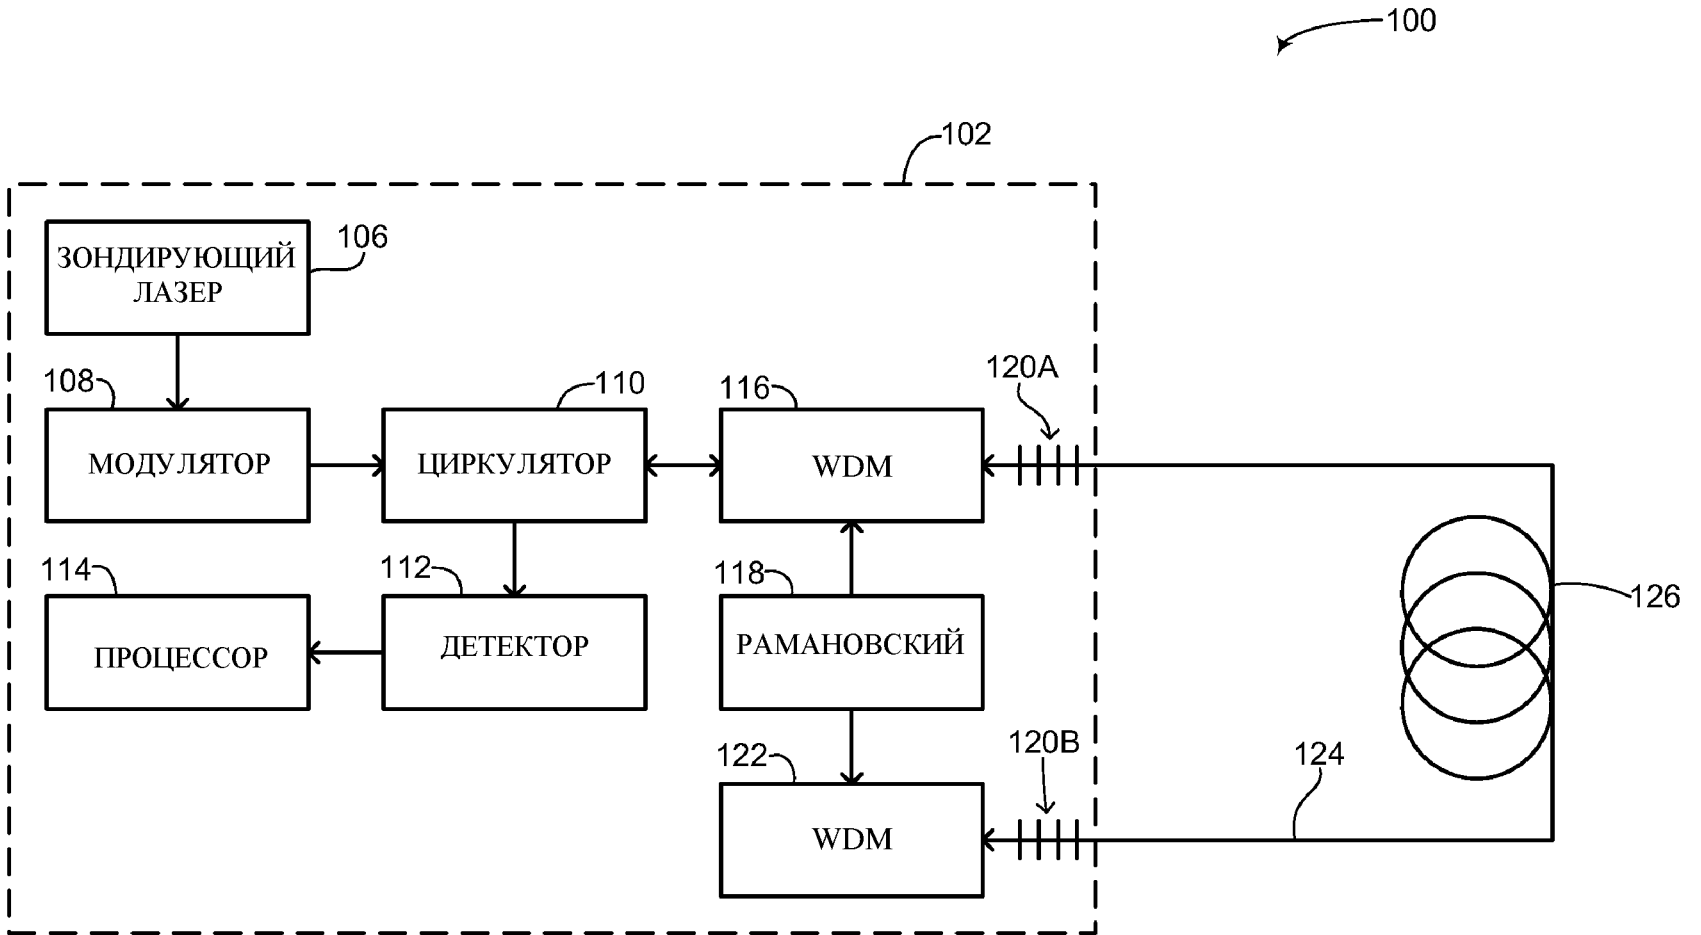 100
102
ЗОНДИРУЮЩИЙ
ЛАЗЕР
106
108
МОДУЛЯТОР
110
ЦИРКУЛЯТОР
116
WDM
120A
114
ПРОЦЕССОР
112
ДЕТЕКТОР
118
РАМАНОВСКИЙ
126
122
WDM
120B
124